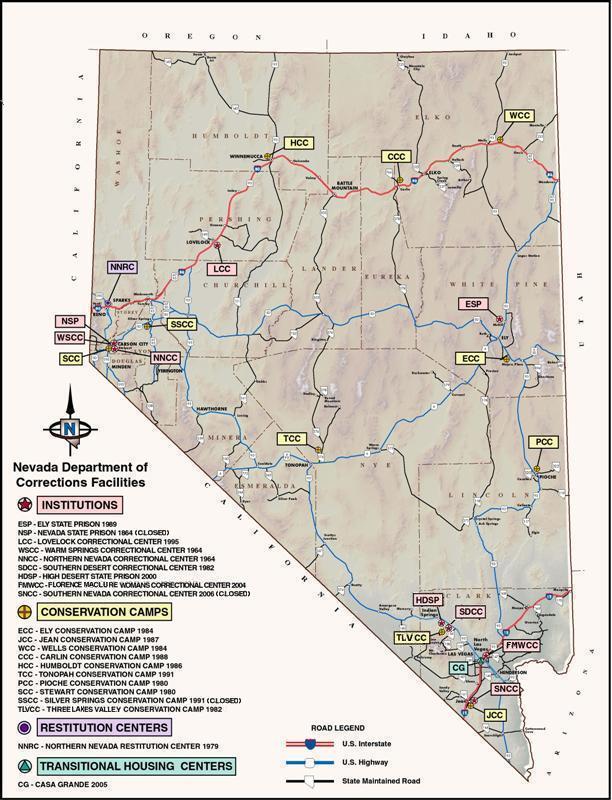 OREGON
IDAHO
CALIFORNIA
WASHOE
HUMBOLDT
ELKO
WCC
HCC
CCC
WINNEMUCCA
BATTLE
MOUNTAIN
ELKO
PERSHING
LOVELOCK
LCC
NNRC
SPARKS
RENO
LANDER
EUREKA
CHURCHILL
WHITE PINE
ESP
UTAH
NSP
WSCC
SCC
SSCC
STOREY
CARSON CITY
NNCC
DOUGLAS
MINDEN
YERINGTON
ELY
ECC
HAWTHORNE
MINERAL
TCC
TONOPAH
NYE
ESMERALDA
PCC
PIOCHE
LINCOLN
CALIFORNIA
N
CLARK
HDSP
Indian
Springs
SDCC
TLVCC
North
Las Vegas
LAS VEGAS
FMWCC
CG
HENDERSON
SNCC
JCC
ARIZONA
Nevada Department of
Corrections Facilities
INSTITUTIONS
ESP - ELY STATE PRISON 1989
NSP - NEVADA STATE PRISON 1864 (CLOSED)
LCC - LOVELOCK CORRECTIONAL CENTER 1995
WSCC - WARM SPRINGS CORRECTIONAL CENTER 1964
NNCC - NORTHERN NEVADA CORRECTIONAL CENTER 1964
SDCC - SOUTHERN DESERT CORRECTIONAL CENTER 1982
HDSP - HIGH DESERT STATE PRISON 2000
FMWCC - FLORENCE MACLURE WOMANS CORRECTIONAL CENTER 2004
SNCC - SOUTHERN NEVADA CORRECTIONAL CENTER 2006 (CLOSED)
CONSERVATION CAMPS
ECC - ELY CONSERVATION CAMP 1984
JCC - JEAN CONSERVATION CAMP 1987
WCC - WELLS CONSERVATION CAMP 1984
CCC - CARLIN CONSERVATION CAMP 1988
HCC - HUMBOLDT CONSERVATION CAMP 1986
TCC - TONOPAH CONSERVATION CAMP 1991
PCC - PIOCHE CONSERVATION CAMP 1980
SCC - STEWART CONSERVATION CAMP 1980
SSCC - SILVER SPRINGS CONSERVATION CAMP 1991 (CLOSED)
TLVCC - THREE LAKES VALLEY CONSERVATION CAMP 1982
RESTITUTION CENTERS
NNRC - NORTHERN NEVADA RESTITUTION CENTER 1979
TRANSITIONAL HOUSING CENTERS
CG - CASA GRANDE 2005
ROAD LEGEND
U.S. Interstate
U.S. Highway
State Maintained Road